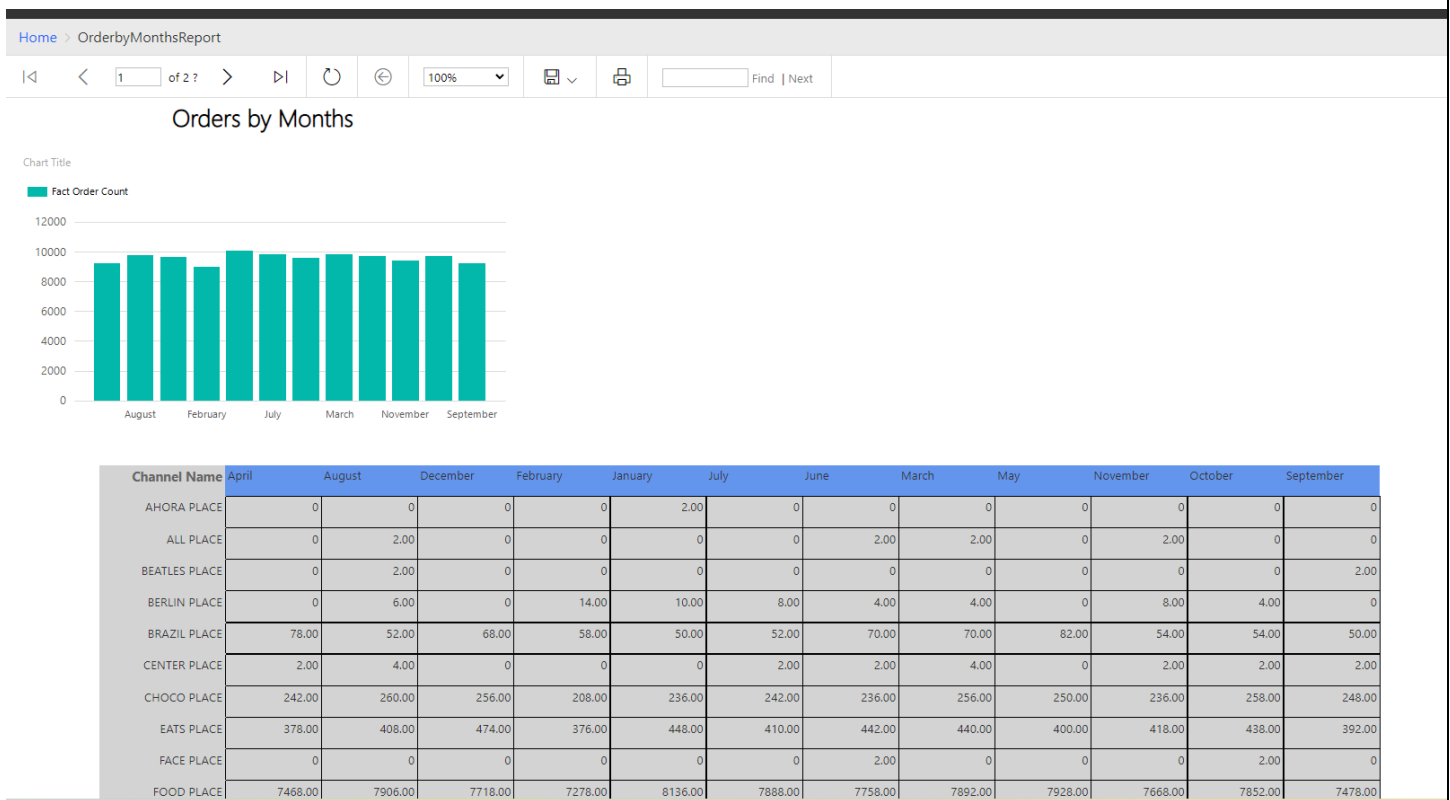 Home > OrderbyMonthsReport
1 of 2 ? 100% Find | Next
Orders by Months
Chart Title
Fact Order Count
12000
10000
8000
6000
4000
2000
0
August February July March November September
Channel Name April August December February January July June March May November October September
AHORA PLACE 0 0 0 0 2.00 0 0 0 0 0 0 0
ALL PLACE 0 2.00 0 0 0 0 2.00 2.00 0 2.00 0 0
BEATLES PLACE 0 2.00 0 0 0 0 0 0 0 0 0 2.00
BERLIN PLACE 0 6.00 0 14.00 10.00 8.00 4.00 4.00 0 8.00 4.00 0
BRAZIL PLACE 78.00 52.00 68.00 58.00 50.00 52.00 70.00 70.00 82.00 54.00 54.00 50.00
CENTER PLACE 2.00 4.00 0 0 0 2.00 2.00 4.00 0 2.00 2.00 2.00
CHOCO PLACE 242.00 260.00 256.00 208.00 236.00 242.00 236.00 256.00 250.00 236.00 258.00 248.00
EATS PLACE 378.00 408.00 474.00 376.00 448.00 410.00 442.00 440.00 400.00 418.00 438.00 392.00
FACE PLACE 0 0 0 0 0 0 2.00 0 0 0 2.00 0
FOOD PLACE 7468.00 7906.00 7718.00 7278.00 8136.00 7888.00 7758.00 7892.00 7928.00 7668.00 7852.00 7478.00